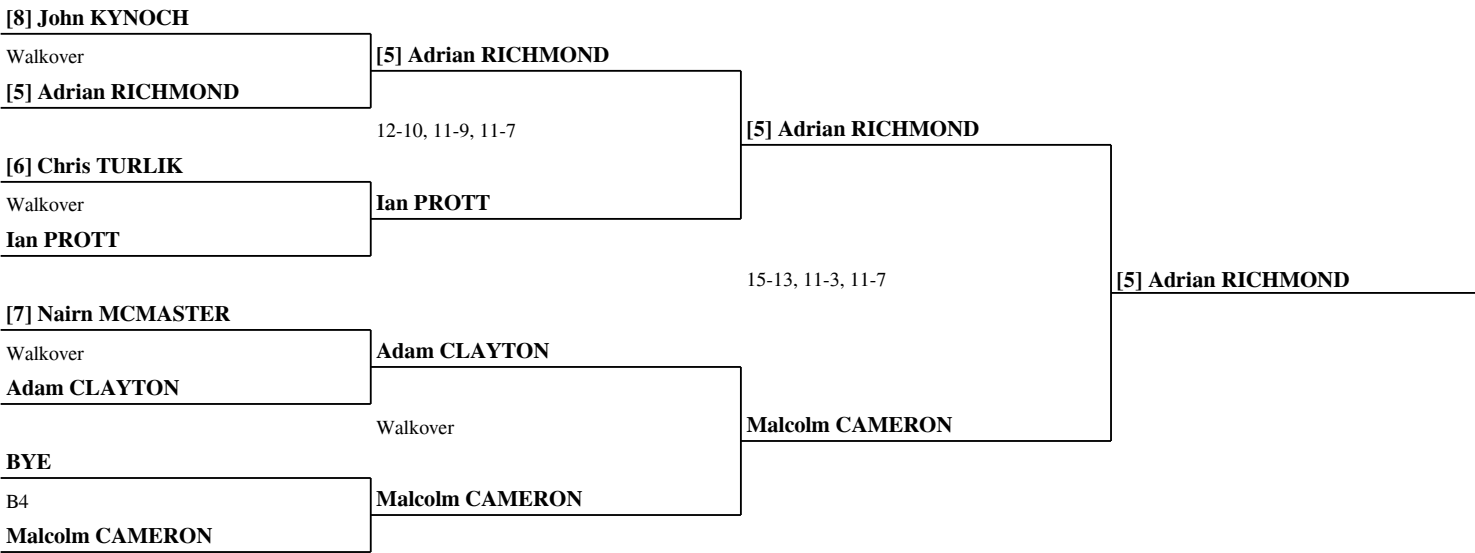 [8] John KYNOCH
Walkover
[5] Adrian RICHMOND
[5] Adrian RICHMOND
12-10, 11-9, 11-7
[5] Adrian RICHMOND
[6] Chris TURLIK
Walkover
Ian PROTT
Ian PROTT
15-13, 11-3, 11-7
[5] Adrian RICHMOND
[7] Nairn MCMASTER
Walkover
Adam CLAYTON
Adam CLAYTON
Walkover
Malcolm CAMERON
BYE
B4
Malcolm CAMERON
Malcolm CAMERON